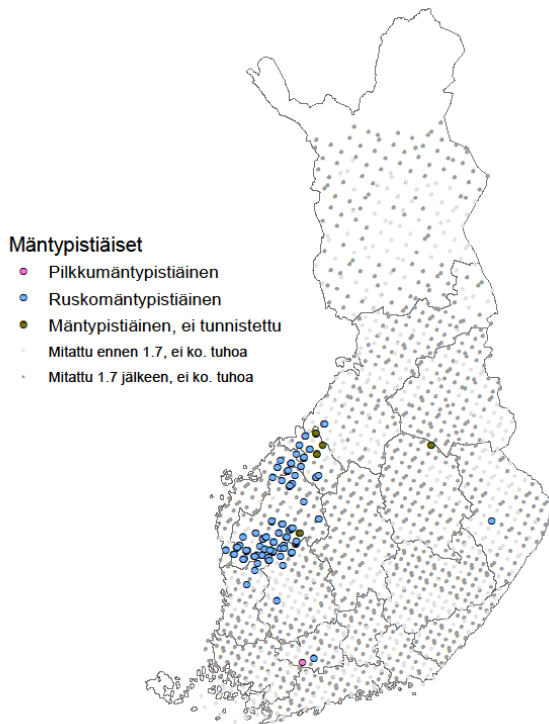 Mäntypistiäiset
Pilkkumäntypistiäinen
Ruskomäntypistiäinen
Mäntypistiäinen, ei tunnistettu
Mitattu ennen 1.7, ei ko. tuhoa
Mitattu 1.7 jälkeen, ei ko. tuhoa